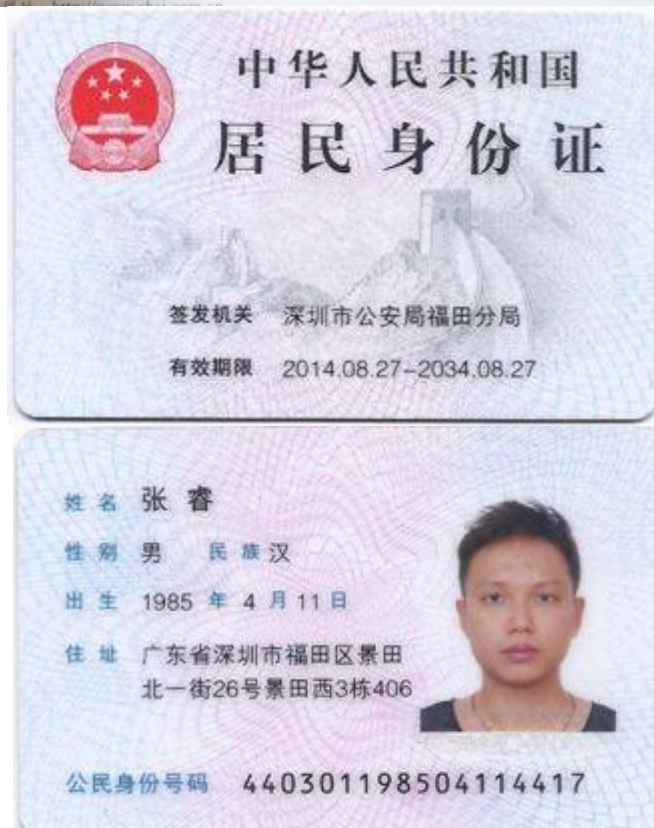 中华人民共和国
居民身份证
签发机关 深圳市公安局福田分局
有效期限 2014.08.27-2034.08.27
姓名 张睿
性别 男 民族 汉
出生 1985 年 4 月 11 日
住址 广东省深圳市福田区景田
北一街26号景田西3栋406
公民身份号码 440301198504114417